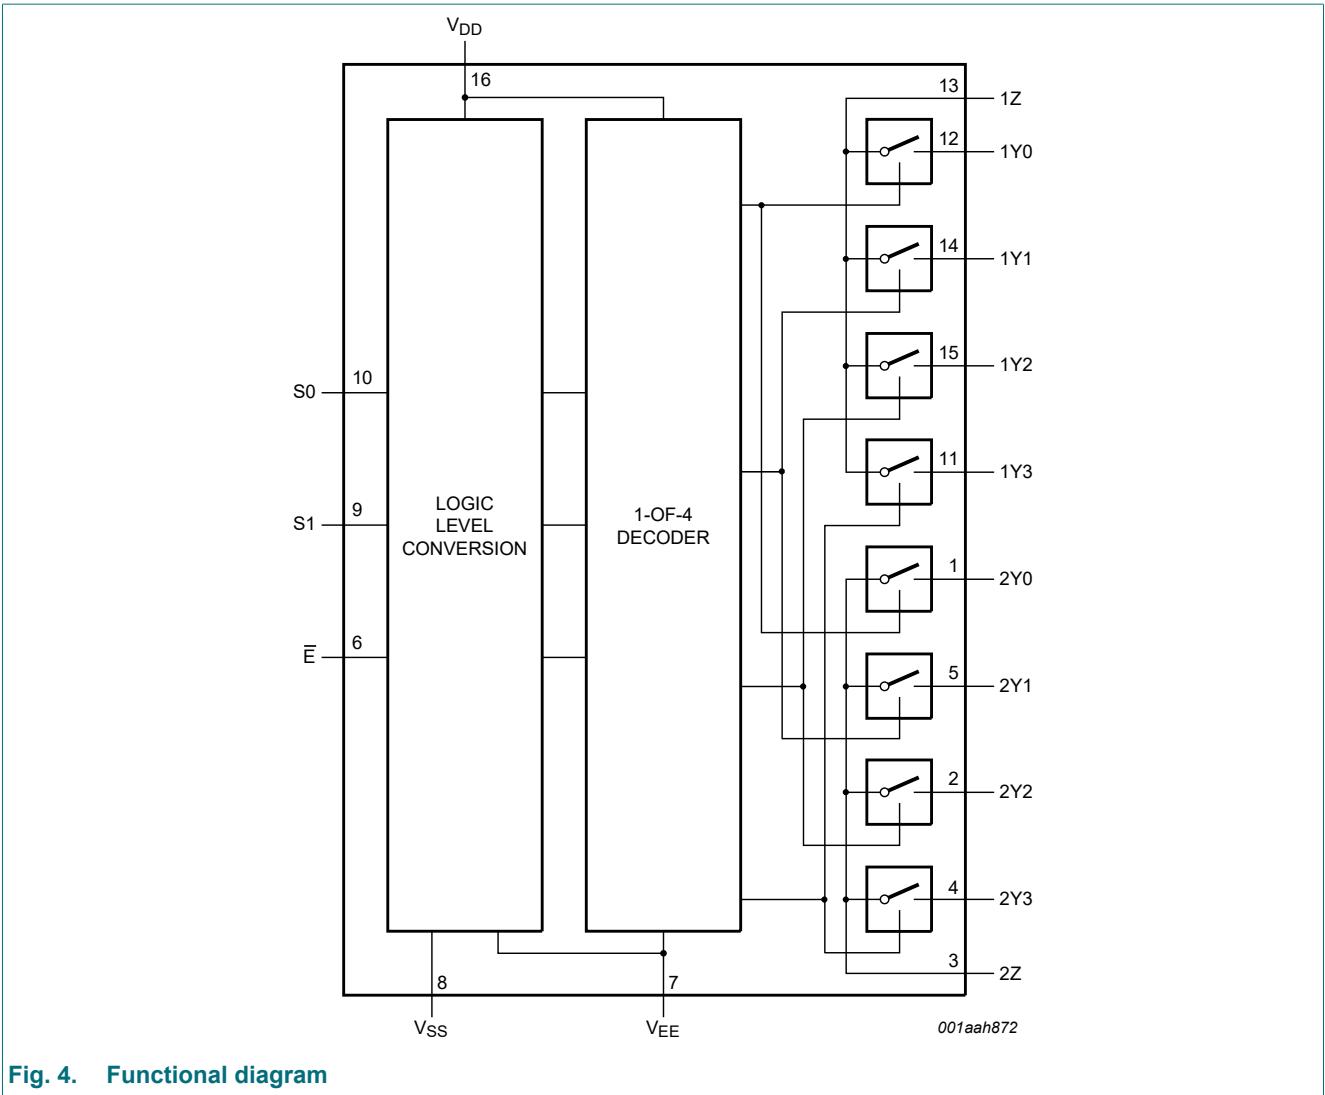 VDD
16
13
1Z
12
1Y0
14
1Y1
15
1Y2
10
S0
11
1Y3
LOGIC
LEVEL
CONVERSION
1-OF-4
DECODER
9
S1
1
2Y0
6
E̅
5
2Y1
2
2Y2
4
2Y3
3
2Z
8
7
VSS
VEE
001aah872
Fig. 4. Functional diagram